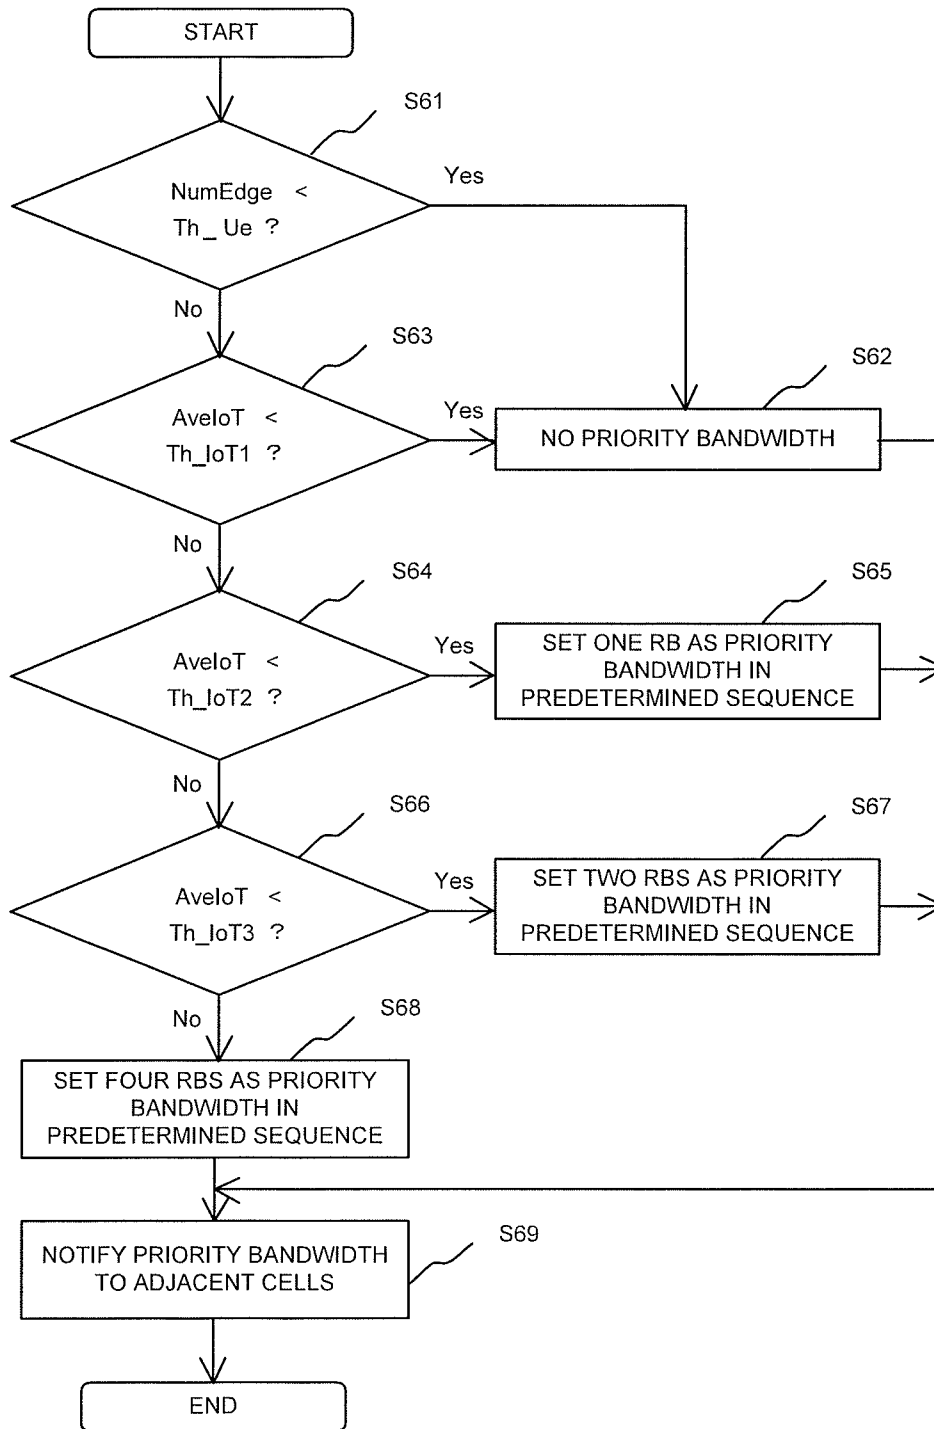 START
S61
NumEdge <
Th_Ue ?
Yes
No
S63
AveIoT <
Th_IoT1 ?
Yes
S62
NO PRIORITY BANDWIDTH
No
S64
AveIoT <
Th_IoT2 ?
Yes
S65
SET ONE RB AS PRIORITY
BANDWIDTH IN
PREDETERMINED SEQUENCE
No
S66
AveIoT <
Th_IoT3 ?
Yes
S67
SET TWO RBS AS PRIORITY
BANDWIDTH IN
PREDETERMINED SEQUENCE
No
S68
SET FOUR RBS AS PRIORITY
BANDWIDTH IN
PREDETERMINED SEQUENCE
S69
NOTIFY PRIORITY BANDWIDTH
TO ADJACENT CELLS
END